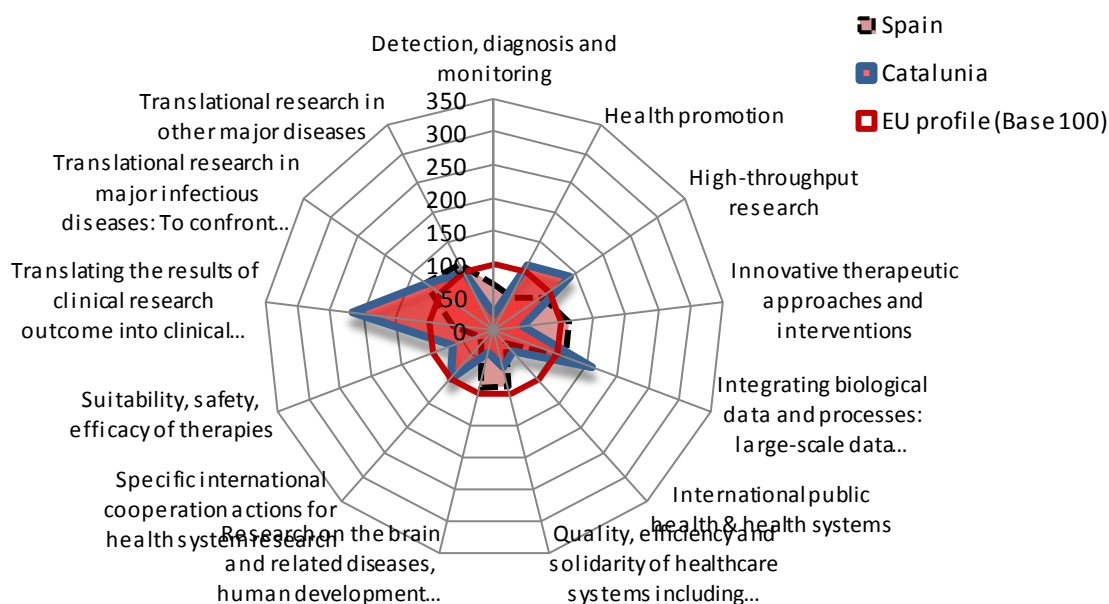 Spain
Catalunia
EU profile (Base 100)
Detection, diagnosis and
monitoring
Health promotion
High-throughput
research
Innovative therapeutic
approaches and
interventions
Integrating biological
data and processes:
large-scale data...
International public
health & health systems
Quality, efficiency and
solidarity of healthcare
systems including...
Research on the brain
and related diseases,
human development...
Specific international
cooperation actions for
health system research
Suitability, safety,
efficacy of therapies
Translating the results of
clinical research
outcome into clinical...
Translational research in
major infectious
diseases: To confront...
Translational research in
other major diseases
350
300
250
200
150
100
50
0